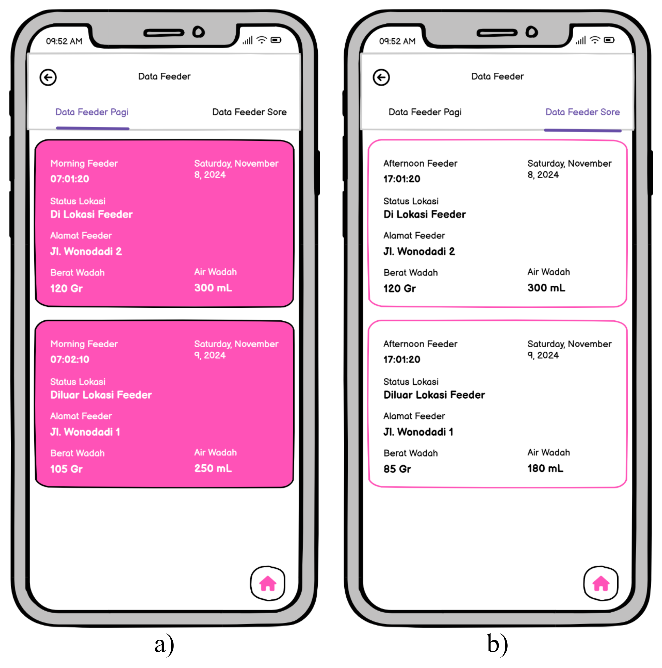 09:52 AM
Data Feeder
Data Feeder Pagi
Data Feeder Sore
Morning Feeder
07:01:20
Saturday, November
8, 2024
Status Lokasi
Di Lokasi Feeder
Alamat Feeder
Jl. Wonodadi 2
Berat Wadah
120 Gr
Air Wadah
300 mL
Morning Feeder
07:02:10
Saturday, November
9, 2024
Status Lokasi
Diluar Lokasi Feeder
Alamat Feeder
Jl. Wonodadi 1
Berat Wadah
105 Gr
Air Wadah
250 mL
a)
09:52 AM
Data Feeder
Data Feeder Pagi
Data Feeder Sore
Afternoon Feeder
17:01:20
Saturday, November
8, 2024
Status Lokasi
Di Lokasi Feeder
Alamat Feeder
Jl. Wonodadi 2
Berat Wadah
120 Gr
Air Wadah
300 mL
Afternoon Feeder
17:01:20
Saturday, November
9, 2024
Status Lokasi
Diluar Lokasi Feeder
Alamat Feeder
Jl. Wonodadi 1
Berat Wadah
85 Gr
Air Wadah
180 mL
b)